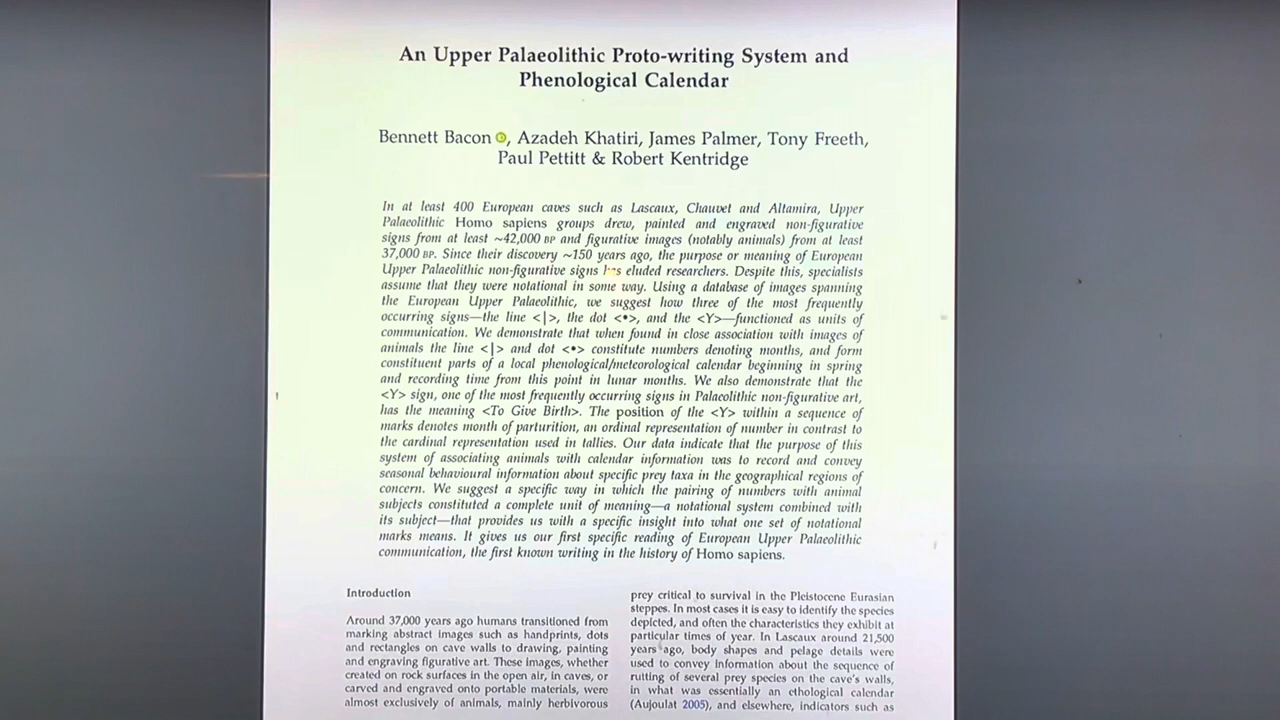 An Upper Palaeolithic Proto-writing System and
Phenological Calendar
Bennett Bacon, Azadeh Khatiri, James Palmer, Tony Freeth,
Paul Pettitt & Robert Kentridge
In at least 400 European caves such as Lascaux, Chauvet and Altamira, Upper
Palaeolithic Homo sapiens groups drew, painted and engraved non-figurative
signs from at least ~42,000 BP and figurative images (notably animals) from at least
37,000 BP. Since their discovery ~150 years ago, the purpose or meaning of European
Upper Palaeolithic non-figurative signs has eluded researchers. Despite this, specialists
assume that they were notational in some way. Using a database of images spanning
the European Upper Palaeolithic, we suggest how three of the most frequently
occurring signs—the line <|>, the dot <•>, and the <Y>—functioned as units of
communication. We demonstrate that when found in close association with images of
animals the line <|> and dot <•> constitute numbers denoting months, and form
constituent parts of a local phenological/meteorological calendar beginning in spring
and recording time from this point in lunar months. We also demonstrate that the
<Y> sign, one of the most frequently occurring signs in Palaeolithic non-figurative art,
has the meaning <To Give Birth>. The position of the <Y> within a sequence of
marks denotes month of parturition, an ordinal representation of number in contrast to
the cardinal representation used in tallies. Our data indicate that the purpose of this
system of associating animals with calendar information was to record and convey
seasonal behavioural information about specific prey taxa in the geographical regions of
concern. We suggest a specific way in which the pairing of numbers with animal
subjects constituted a complete unit of meaning—a notational system combined with
its subject—that provides us with a specific insight into what one set of notational
marks means. It gives us our first specific reading of European Upper Palaeolithic
communication, the first known writing in the history of Homo sapiens.
Introduction
Around 37,000 years ago humans transitioned from
marking abstract images such as handprints, dots
and rectangles on cave walls to drawing, painting
and engraving figurative art. These images, whether
created on rock surfaces in the open air, in caves, or
carved and engraved onto portable materials, were
almost exclusively of animals, mainly herbivorous
prey critical to survival in the Pleistocene Eurasian
steppes. In most cases it is easy to identify the species
depicted, and often the characteristics they exhibit at
particular times of year. In Lascaux around 21,500
years ago, body shapes and pelage details were
used to convey information about the sequence of
rutting of several prey species on the cave's walls,
in what was essentially an ethological calendar
(Aujoulat 2005), and elsewhere, indicators such as